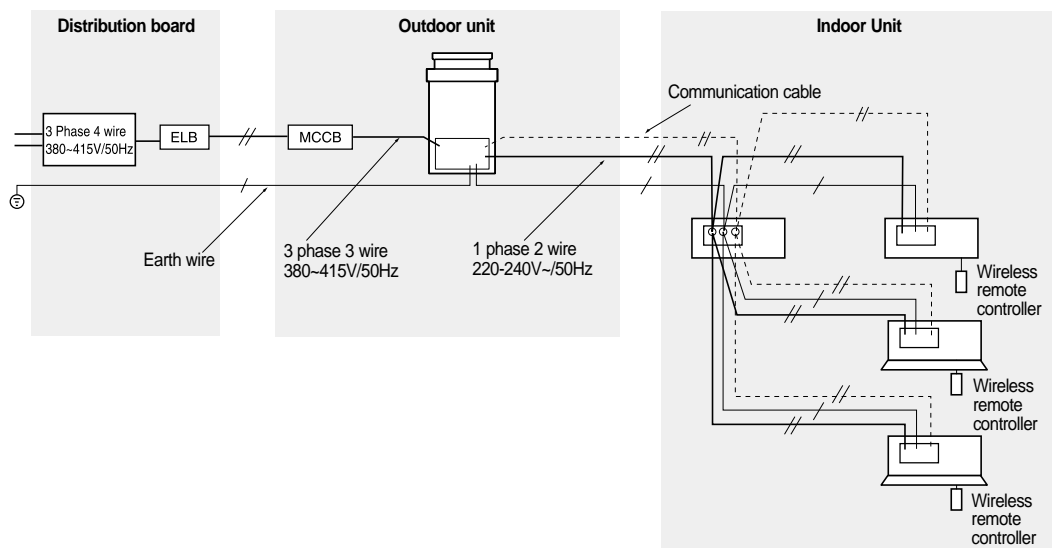 Distribution board
Outdoor unit
Indoor Unit
Communication cable
3 Phase 4 wire
380~415V/50Hz
ELB
MCCB
Earth wire
3 phase 3 wire
380~415V/50Hz
1 phase 2 wire
220-240V~/50Hz
Wireless
remote
controller
Wireless
remote
controller
Wireless
remote
controller